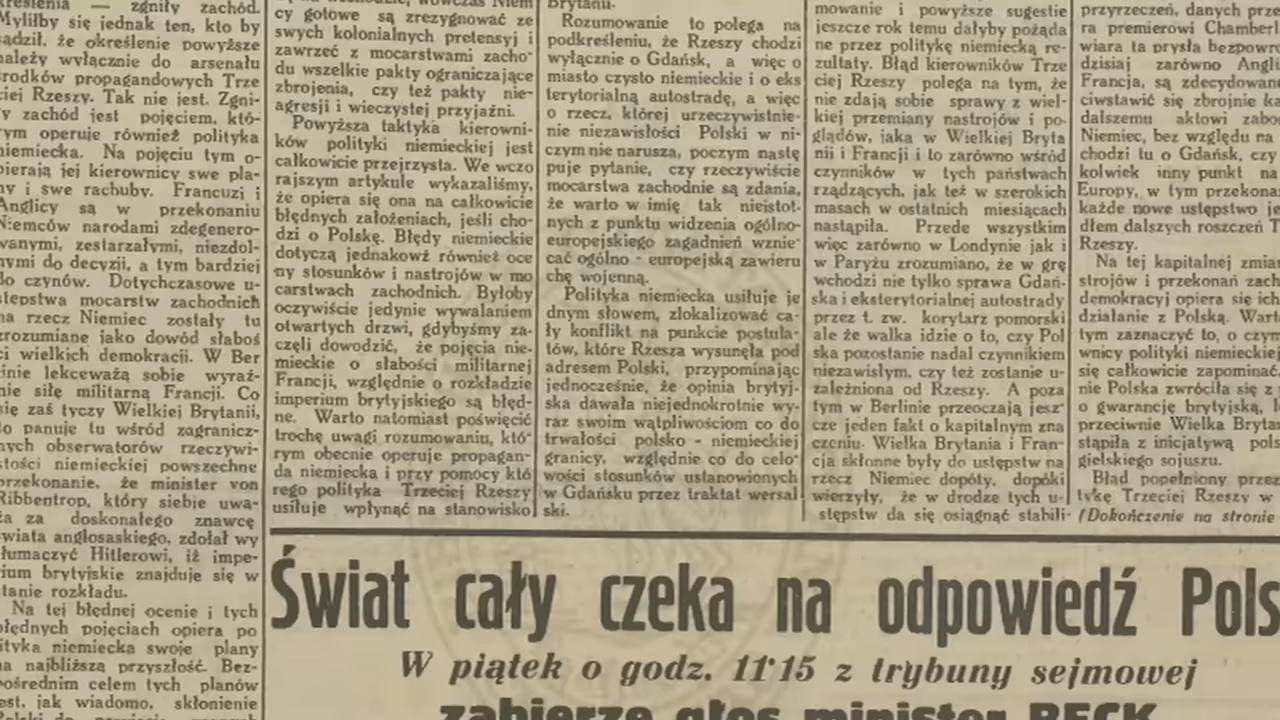 zgniły zachód.
Myliłby się jednak ten, kto by
sądził, że określenie powyższe
należy wyłącznie do arsenału
środków propagandowych Trze
ciej Rzeszy. Tak nie jest. Zgni-
ły zachód jest pojęciem, któ-
rym operuje również polityka
niemiecka. Na pojęciu tym o-
pierają jej kierownicy swe pla-
ny i swe rachuby. Francuzi i
Anglicy są w przekonaniu
Niemców narodami zdegenero-
wanymi, zestarzałymi, niezdol-
nymi do decyzji, a tym bardziej
do czynów. Dotychczasowe u-
stępstwa mocarstw zachodnich
na rzecz Niemiec zostały tu
zrozumiane jako dowód słaboś
ci wielkich demokracji. W Ber
linie lekceważą sobie wyraź-
nie siłę militarną Francji. Co
się zaś tyczy Wielkiej Brytanii,
to panuje tu wśród zagranicz-
nych obserwatorów rzeczywi-
stości niemieckiej powszechne
przekonanie, że minister von
Ribbentrop, który siebie uwa-
ża za doskonałego znawcę
świata anglosaskiego, zdołał wy
tłumaczyć Hitlerowi, iż impe-
rium brytyjskie znajduje się w
stanie rozkładu.
Na tej błędnej ocenie i tych
błędnych pojęciach opiera po
lityka niemiecka swoje plany
na najbliższą przyszłość. Bez-
pośrednim celem tych planów
jest, jak wiadomo, skłonienie
cy gotowe są zrezygnować ze
swych kolonialnych pretensyj i
zawrzeć z mocarstwami zacho-
du wszelkie pakty ograniczające
zbrojenia, czy też pakty nie-
agresji i wieczystej przyjaźni.
Powyższa taktyka kierowni-
ków polityki niemieckiej jest
całkowicie przejrzysta. We wczo
rajszym artykule wykazaliśmy,
że opiera się ona na całkowicie
błędnych założeniach, jeśli cho-
dzi o Polskę. Błędy niemieckie
dotyczą jednakowż również oce
ny stosunków i nastrojów w mo
carstwach zachodnich. Byłoby
oczywiście jedynie wywalaniem
otwartych drzwi, gdybyśmy za-
częli dowodzić, że pojęcia nie-
mieckie o słabości militarnej
Francji, względnie o rozkładzie
imperium brytyjskiego są błęd-
ne. Warto natomiast poświęcić
trochę uwagi rozumowaniu, któ-
rym obecnie operuje propagan-
da niemiecka i przy pomocy któ
rego polityka Trzeciej Rzeszy
usiłuje wpłynąć na stanowisko
Brytanii.
Rozumowanie to polega na
podkreśleniu, że Rzeszy chodzi
wyłącznie o Gdańsk, a więc o
miasto czysto niemieckie i o eks
terytorialną autostradę, a więc
o rzecz, której urzeczywistnie-
nie niezawisłości Polski w ni-
czym nie narusza, poczym nastę
puje pytanie, czy rzeczywiście
mocarstwa zachodnie są zdania,
że warto w imię tak nieistot-
nych z punktu widzenia ogólno-
europejskiego zagadnień wznie-
cać ogólno - europejską zawieru
chę wojenną.
Polityka niemiecka usiłuje je
dnym słowem, zlokalizować ca-
ły konflikt na punkcie postula-
tów, które Rzesza wysunęła pod
adresem Polski, przypominając
jednocześnie, że opinia brytyj-
ska dawała niejednokrotnie wy-
raz swoim wątpliwościom co do
trwałości polsko - niemieckiej
granicy, względnie co do celo-
wości stosunków ustanowionych
w Gdańsku przez traktat wersal
ski.
mowanie i powyższe sugestie
jeszcze rok temu dałyby pożąda
ne przez politykę niemiecką re-
zultaty. Błąd kierowników Trze
ciej Rzeszy polega na tym, że
nie zdają sobie sprawy z wiel-
kiej przemiany nastrojów i po-
glądów, jaka w Wielkiej Bryta
nii i Francji i to zarówno wśród
czynników w tych państwach
rządzących, jak też w szerokich
masach w ostatnich miesiącach
nastąpiła. Przede wszystkim
więc zarówno w Londynie jak i
w Paryżu zrozumiano, że w grę
wchodzi nie tylko sprawa Gdań-
ska i eksterytorialnej autostrady
przez t. zw. korytarz pomorski
ale że walka idzie o to, czy Pol
ska pozostanie nadal czynnikiem
niezawisłym, czy też zostanie u-
zależniona od Rzeszy. A poza
tym w Berlinie przeoczają jesz-
cze jeden fakt o kapitalnym zna
czeniu. Wielka Brytania i Fran-
cja skłonne były do ustępstw na
rzecz Niemiec dopóty, dopóki
wierzyły, że w drodze tych u-
stępstw da się osiągnąć stabili-
przyrzeczeń, danych prze
ra premierowi Chamberl
wiara ta prysła bezpowro
dzisiaj zarówno Angli
Francja, są zdecydowan
ciwstawić się zbrojnie ka
dalszemu aktowi zabo
Niemiec, bez względu na
chodzi tu o Gdańsk, czy
kolwiek inny punkt na
Europy, w tym przekona
każde nowe ustępstwo je
dłem dalszych roszczeń T
Rzeszy.
Na tej kapitalnej zmian
strojów i przekonań zach
demokracyj opiera się ich
działanie z Polską. Wart
tym zaznaczyć to, o czym
wnicy polityki niemieckiej
się całkowicie zapominać,
nie Polska zwróciła się z
o gwarancję brytyjską, l
przeciwnie Wielka Brytan
stąpiła z inicjatywą pols
gielskiego sojuszu.
Błąd popełniony przez
tykę Trzeciej Rzeszy w
(Dokończenie na stronie
Świat cały czeka na odpowiedź Pols
W piątek o godz. 11·15 z trybuny sejmowej
zabierze głos minister BECK